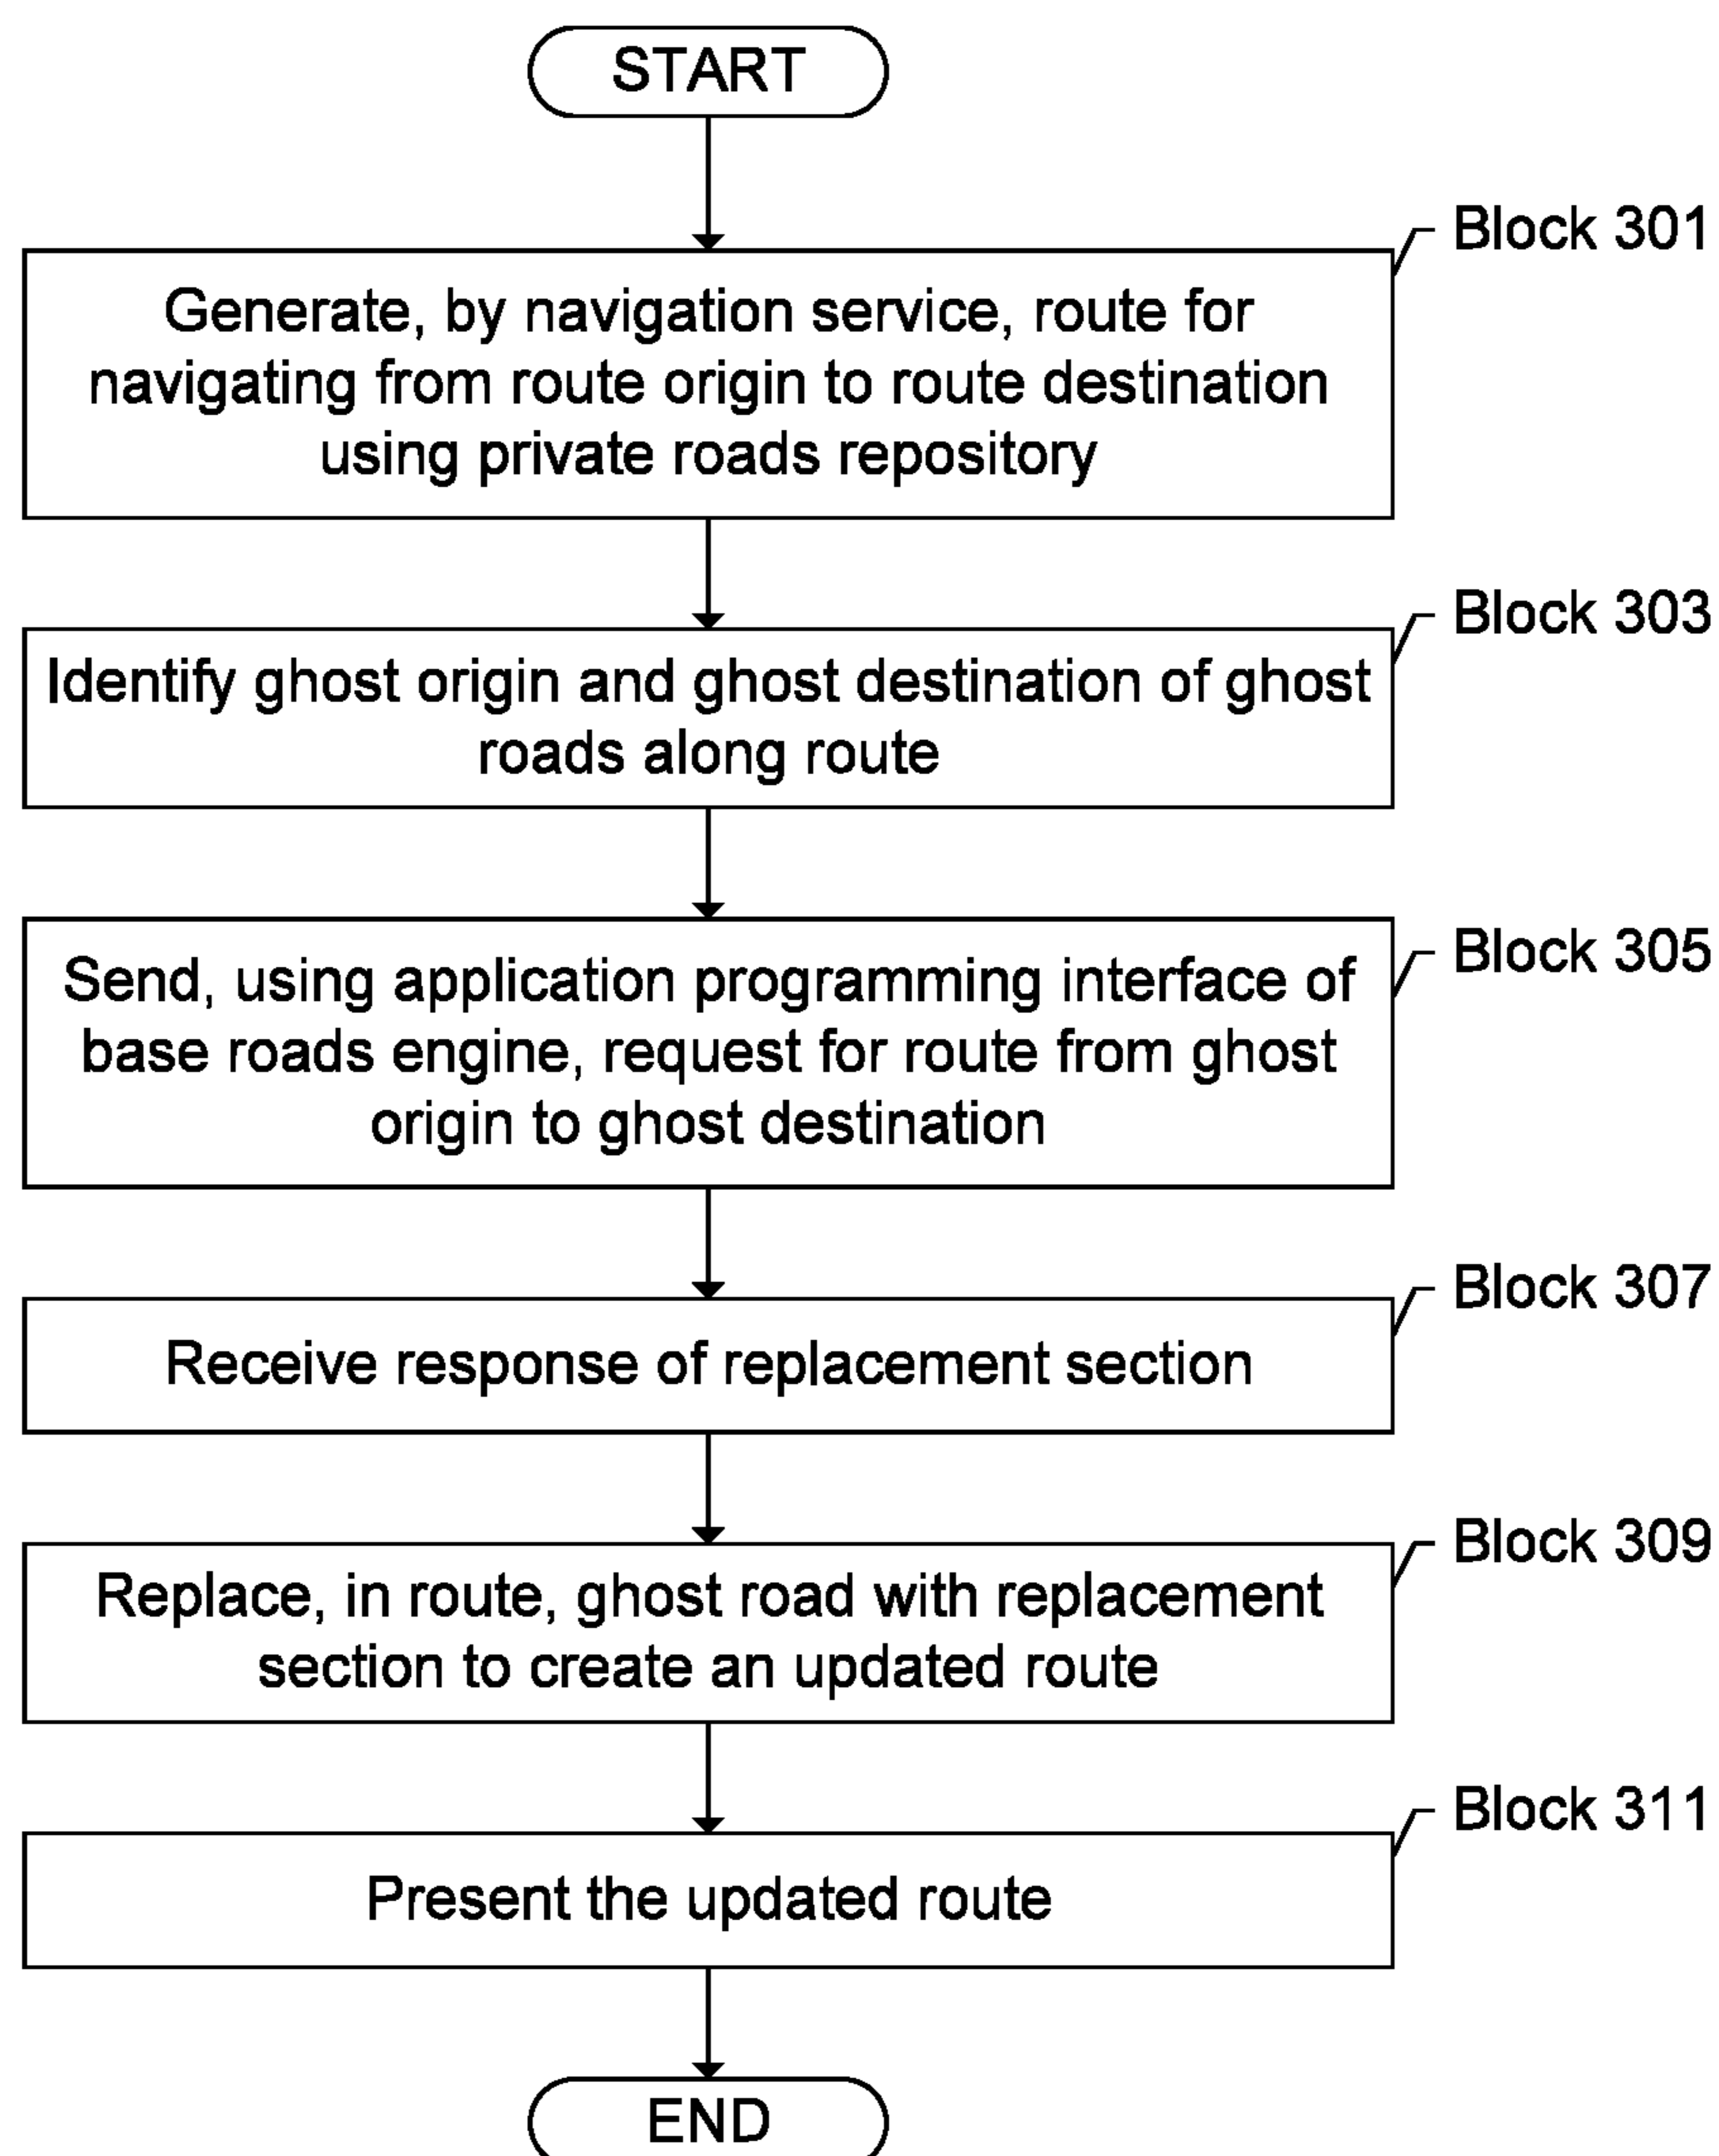 START
Block 301
Generate, by navigation service, route for
navigating from route origin to route destination
using private roads repository
Block 303
Identify ghost origin and ghost destination of ghost
roads along route
Block 305
Send, using application programming interface of
base roads engine, request for route from ghost
origin to ghost destination
Block 307
Receive response of replacement section
Block 309
Replace, in route, ghost road with replacement
section to create an updated route
Block 311
Present the updated route
END